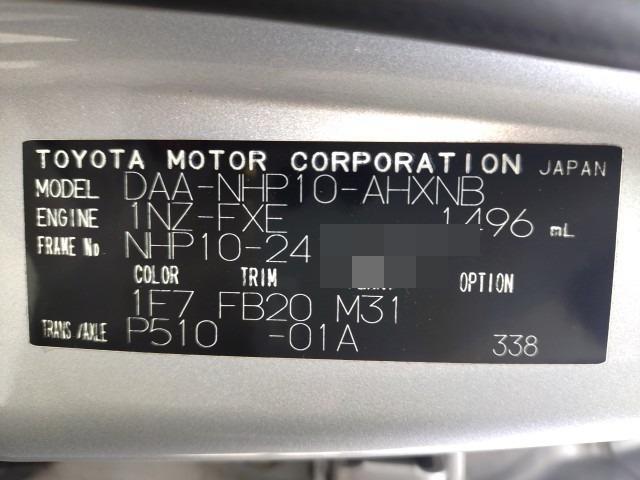 TOYOTA MOTOR CORPORATION JAPAN
MODEL DAA-NHP10-AHXNB
ENGINE 1NZ-FXE 1496 mL
FRAME No NHP10-24
COLOR TRIM OPTION
1F7 FB20 M31
TRANS /AXLE P510 -01A 338